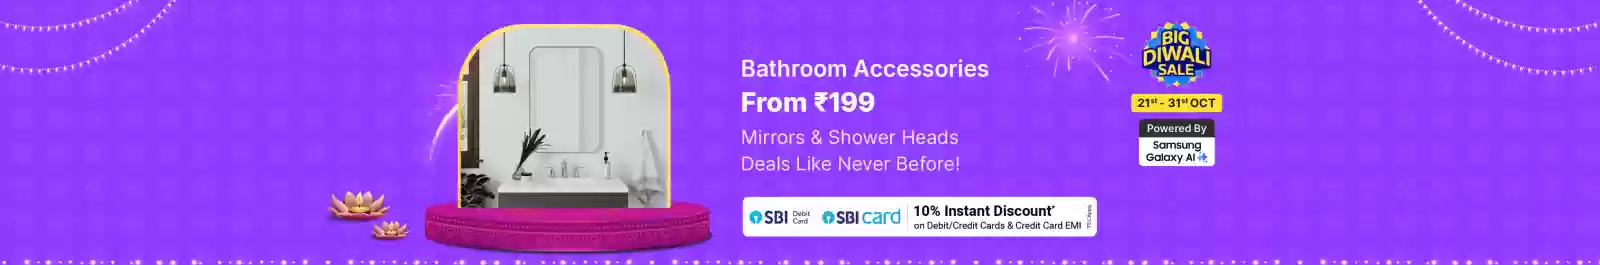 Bathroom Accessories
From ₹199
Mirrors & Shower Heads
Deals Like Never Before!
SBI Debit Card
SBI card
10% Instant Discount*
on Debit/Credit Cards & Credit Card EMI
*T&C Apply
BIG
DIWALI
SALE
21st - 31st OCT
Powered By
Samsung
Galaxy AI